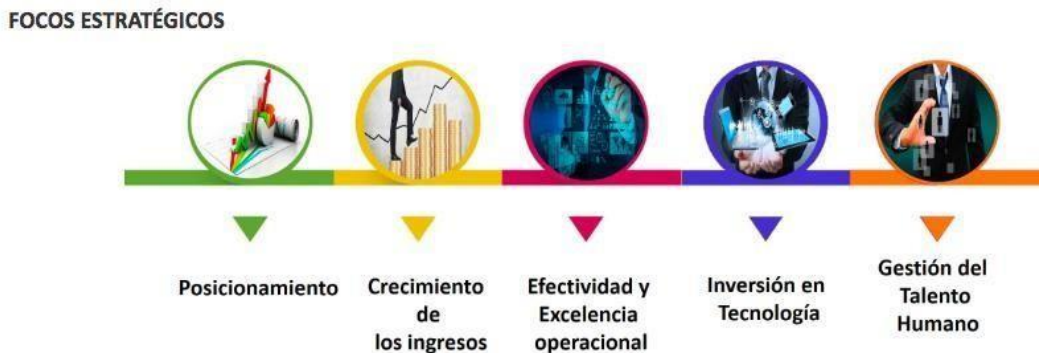 FOCOS ESTRATÉGICOS
Posicionamiento
Crecimiento
de
los ingresos
Efectividad y
Excelencia
operacional
Inversión en
Tecnología
Gestión del
Talento
Humano